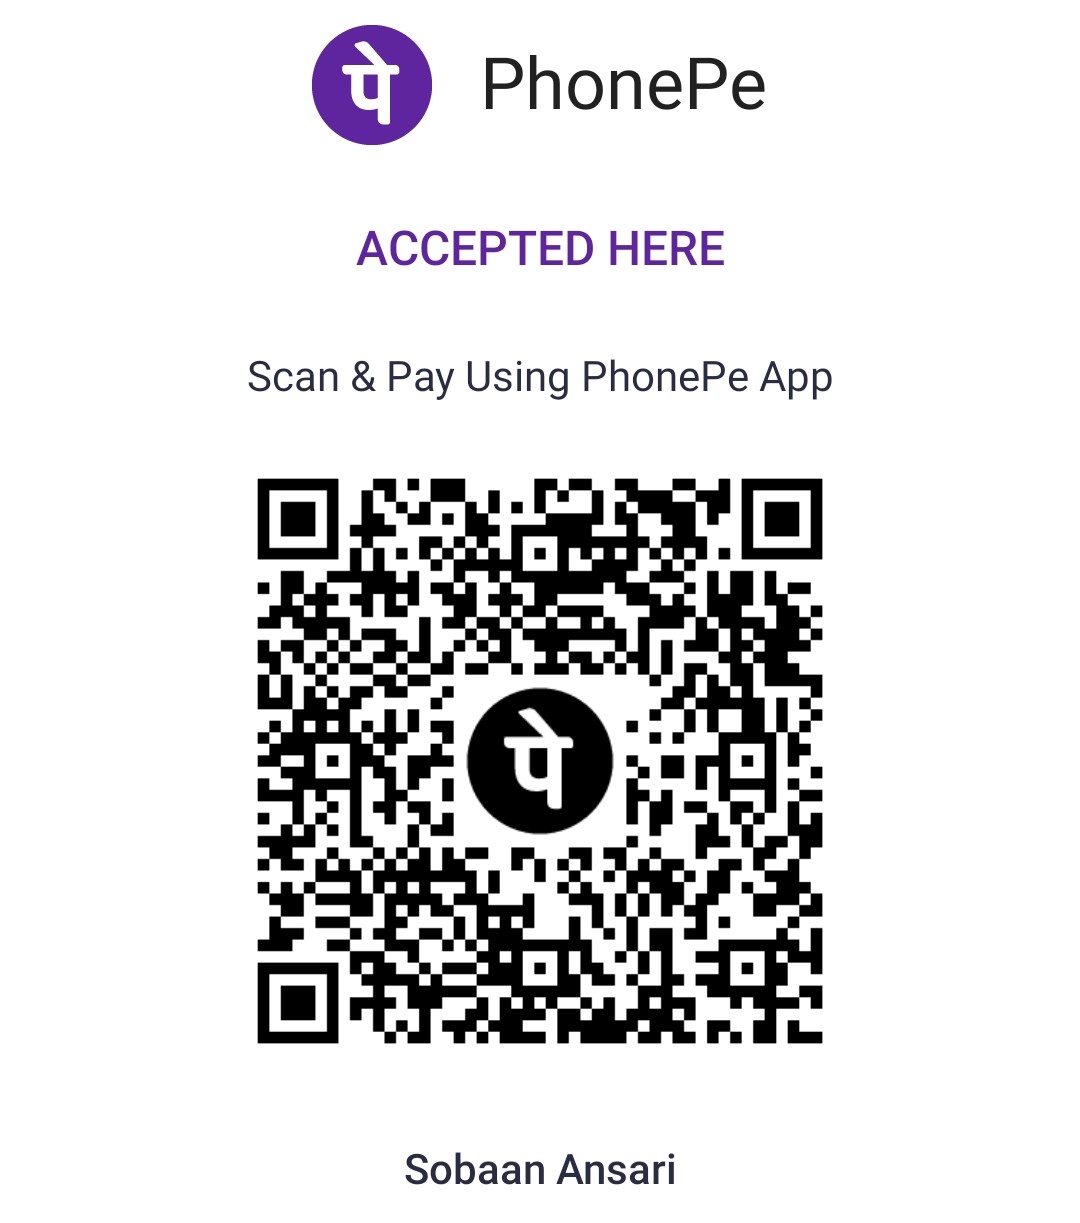 पे PhonePe
ACCEPTED HERE
Scan & Pay Using PhonePe App
पे
Sobaan Ansari